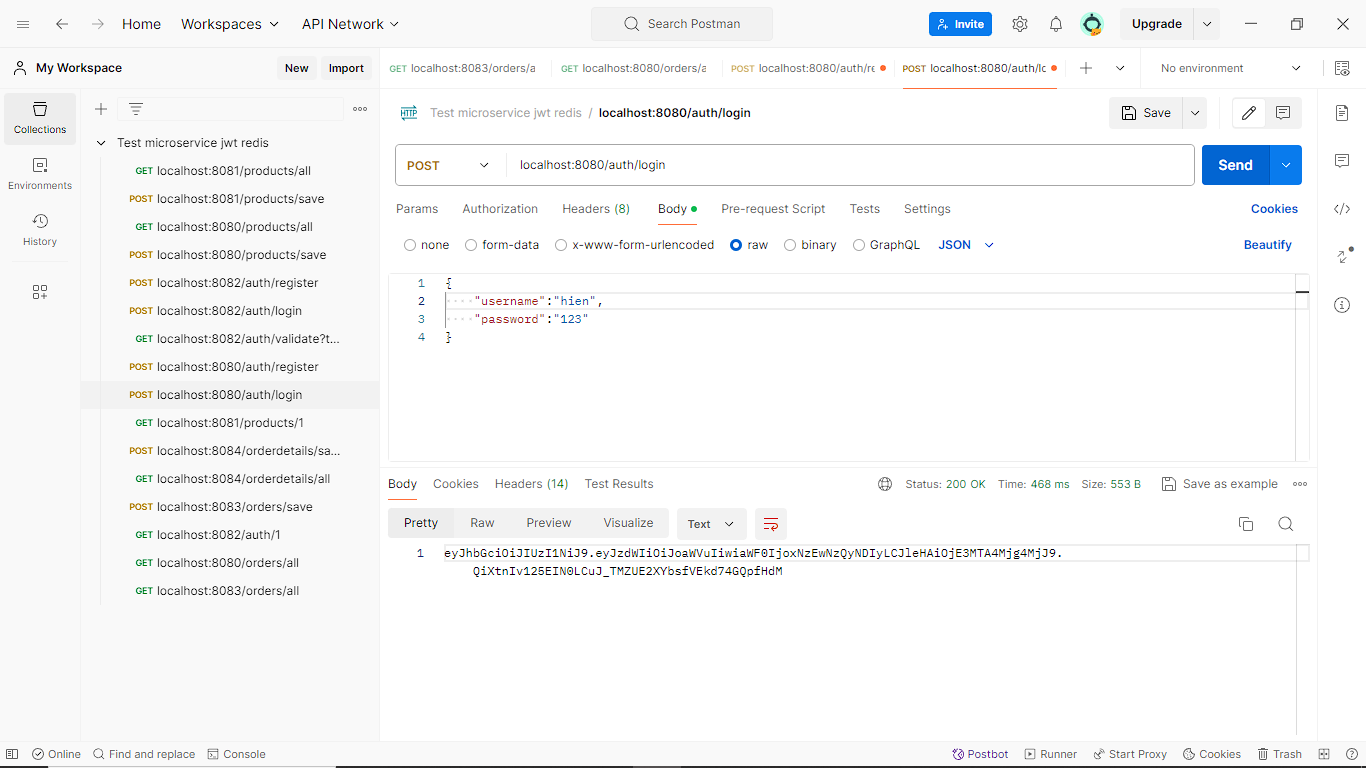 Home Workspaces API Network Search Postman Invite Upgrade
My Workspace New Import
GET localhost:8083/orders/a GET localhost:8080/orders/a POST localhost:8080/auth/re POST localhost:8080/auth/lo No environment
Collections
Environments
History
Test microservice jwt redis
GET localhost:8081/products/all
POST localhost:8081/products/save
GET localhost:8080/products/all
POST localhost:8080/products/save
POST localhost:8082/auth/register
POST localhost:8082/auth/login
GET localhost:8082/auth/validate?t...
POST localhost:8080/auth/register
POST localhost:8080/auth/login
GET localhost:8081/products/1
POST localhost:8084/orderdetails/sa...
GET localhost:8084/orderdetails/all
POST localhost:8083/orders/save
GET localhost:8082/auth/1
GET localhost:8080/orders/all
GET localhost:8083/orders/all
HTTP Test microservice jwt redis / localhost:8080/auth/login Save
POST localhost:8080/auth/login Send
Params Authorization Headers (8) Body Pre-request Script Tests Settings Cookies
none form-data x-www-form-urlencoded raw binary GraphQL JSON Beautify
1 {
2 "username":"hien",
3 "password":"123"
4 }
Body Cookies Headers (14) Test Results Status: 200 OK Time: 468 ms Size: 553 B Save as example
Pretty Raw Preview Visualize Text
1 eyJhbGciOiJIUzI1NiJ9.eyJzdWIiOiJoaWVuIiwiaWF0IjoxNzEwNzQyNDIyLCJleHAiOjE3MTA4Mjg4MjJ9.
QiXtnIv125EIN0LCuJ_TMZUE2XYbsfVEkd74GQpfHdM
Online Find and replace Console Postbot Runner Start Proxy Cookies Trash